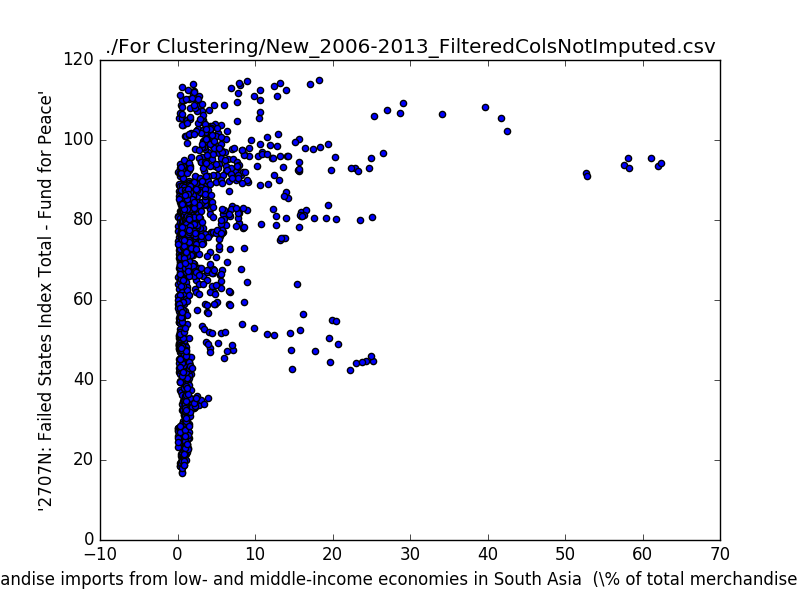 ./For Clustering/New_2006-2013_FilteredColsNotImputed.csv
'2707N: Failed States Index Total - Fund for Peace'
120
100
80
60
40
20
0
−10 0 10 20 30 40 50 60 70
andise imports from low- and middle-income economies in South Asia (\% of total merchandise